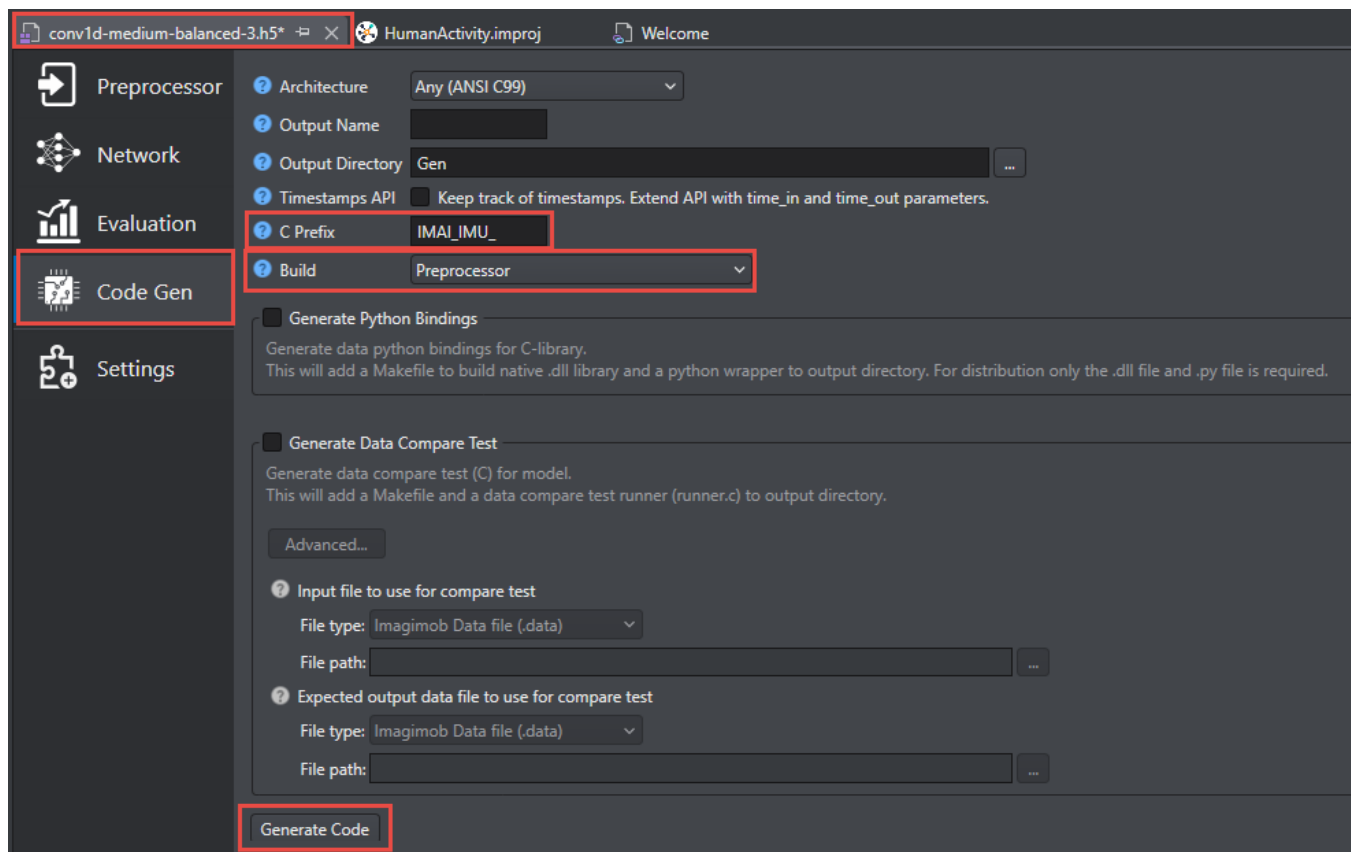 conv1d-medium-balanced-3.h5*
HumanActivity.improj
Welcome
Preprocessor
Network
Evaluation
Code Gen
Settings
? Architecture Any (ANSI C99)
? Output Name
? Output Directory Gen ...
? Timestamps API Keep track of timestamps. Extend API with time_in and time_out parameters.
? C Prefix IMAI_IMU_
? Build Preprocessor
Generate Python Bindings
Generate data python bindings for C-library.
This will add a Makefile to build native .dll library and a python wrapper to output directory. For distribution only the .dll file and .py file is required.
Generate Data Compare Test
Generate data compare test (C) for model.
This will add a Makefile and a data compare test runner (runner.c) to output directory.
Advanced...
? Input file to use for compare test
File type: Imagimob Data file (.data)
File path: ...
? Expected output data file to use for compare test
File type: Imagimob Data file (.data)
File path: ...
Generate Code